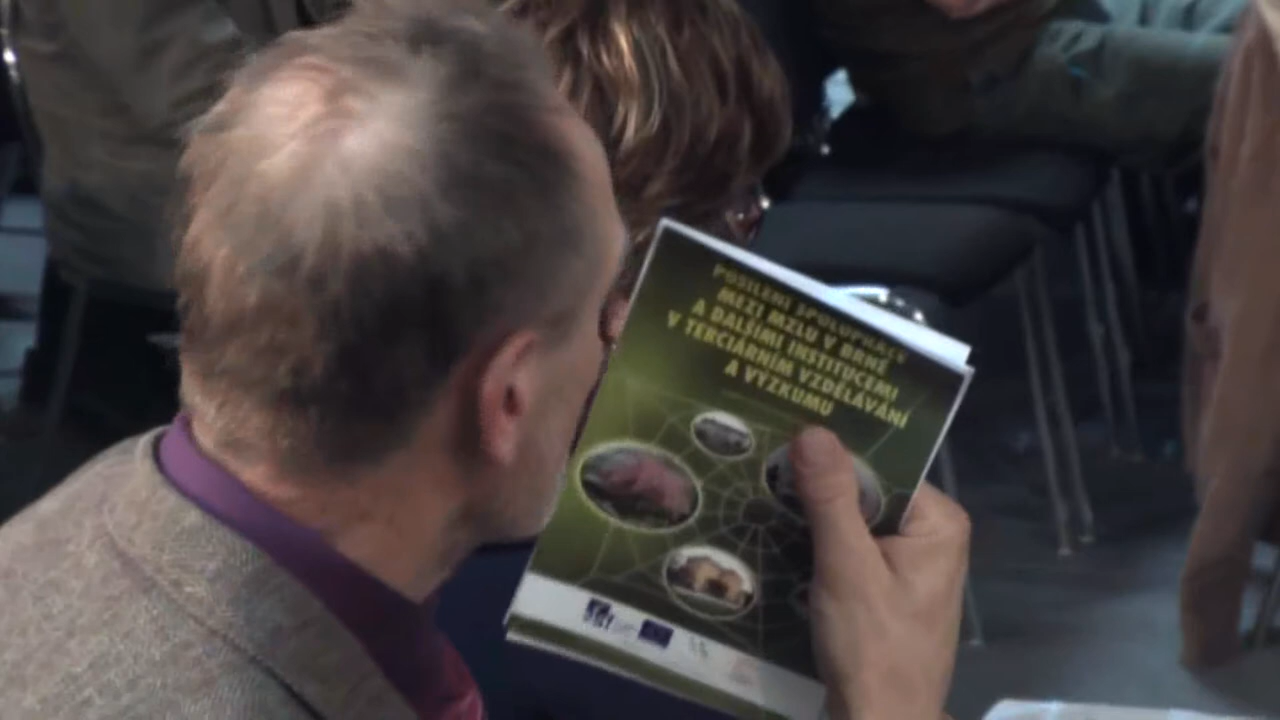 POSÍLENÍ SPOLUPRÁCE
MEZI MZLU V BRNĚ
A DALŠÍMI INSTITUCEMI
V TERCIÁRNÍM VZDĚLÁVÁNÍ
A VÝZKUMU